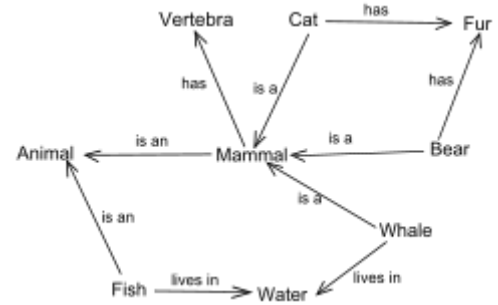 Vertebra
Cat
has
Fur
has
is a
has
Animal
is an
Mammal
is a
Bear
is an
is a
Whale
Fish
lives in
Water
lives in